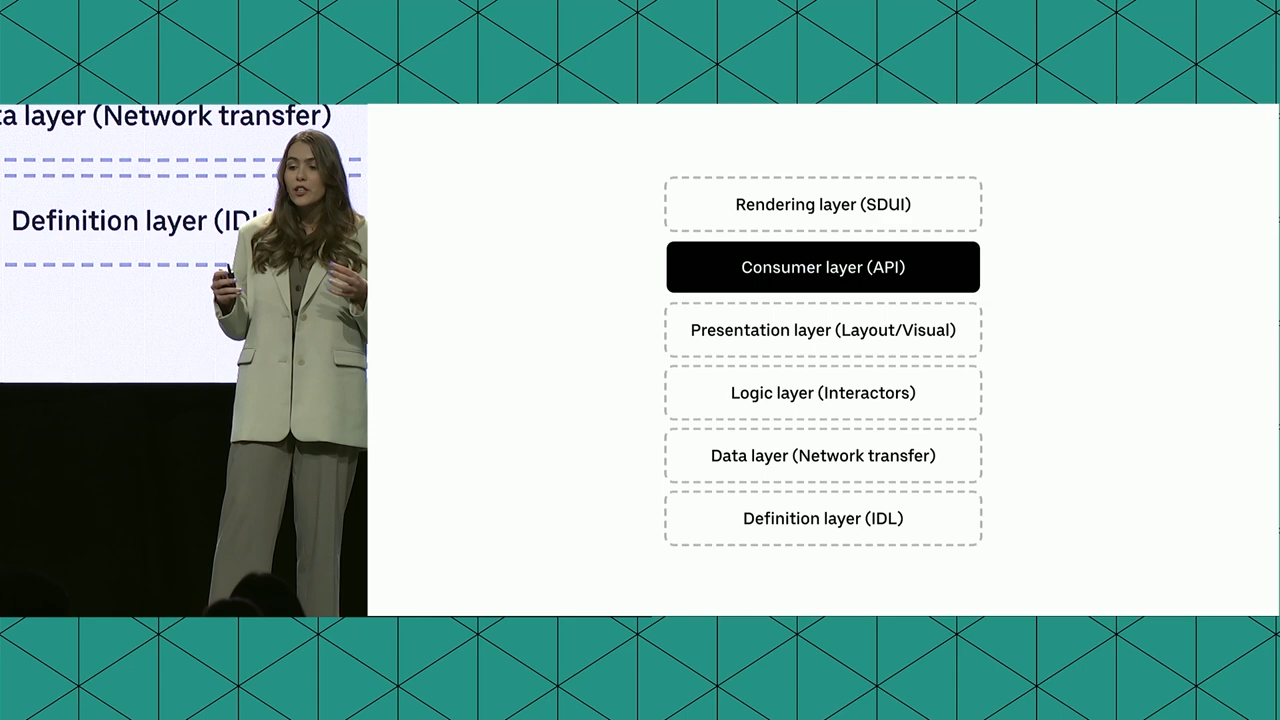 ta layer (Network transfer)
Definition layer (IDL)
Rendering layer (SDUI)
Consumer layer (API)
Presentation layer (Layout/Visual)
Logic layer (Interactors)
Data layer (Network transfer)
Definition layer (IDL)